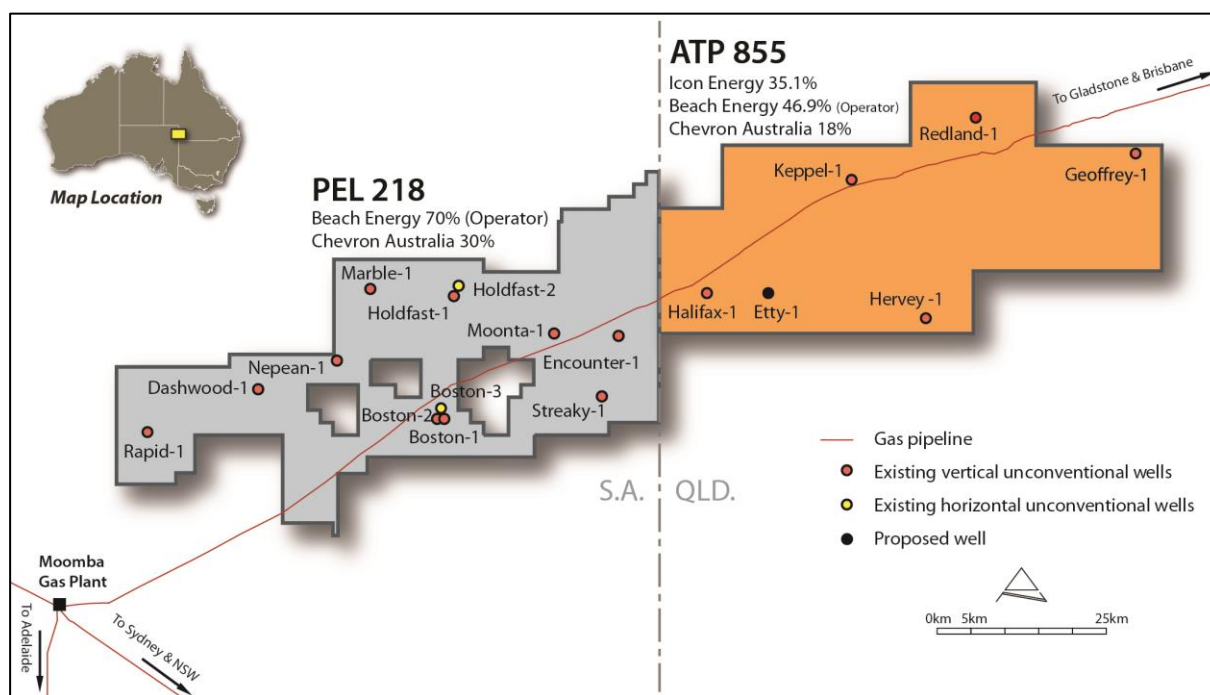 ATP 855
Icon Energy 35.1%
Beach Energy 46.9% (Operator)
Chevron Australia 18%
To Gladstone & Brisbane
Map Location
Redland-1
Keppel-1
Geoffrey-1
PEL 218
Beach Energy 70% (Operator)
Chevron Australia 30%
Marble-1
Holdfast-2
Holdfast-1
Moonta-1
Halifax-1
Etty-1
Hervey -1
Encounter-1
Nepean-1
Dashwood-1
Boston-3
Boston-2
Streaky-1
Boston-1
Rapid-1
Gas pipeline
S.A.
QLD.
Existing vertical unconventional wells
Existing horizontal unconventional wells
Proposed well
Moomba
Gas Plant
To Adelaide
To Sydney & NSW
0km 5km 25km